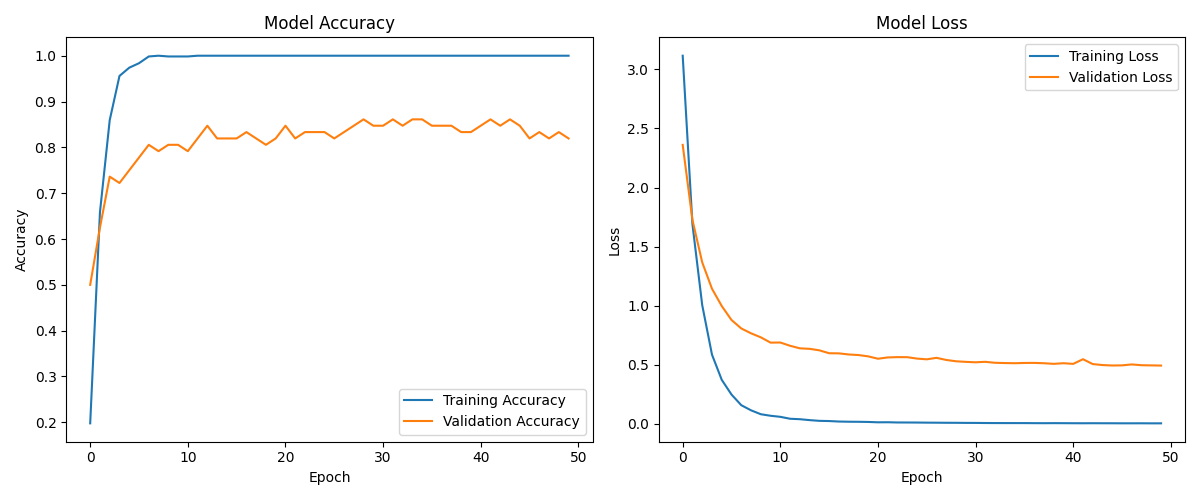 Model Accuracy
Accuracy
1.0
0.9
0.8
0.7
0.6
0.5
0.4
0.3
0.2
0 10 20 30 40 50
Epoch
Training Accuracy
Validation Accuracy
Model Loss
Loss
3.0
2.5
2.0
1.5
1.0
0.5
0.0
0 10 20 30 40 50
Epoch
Training Loss
Validation Loss